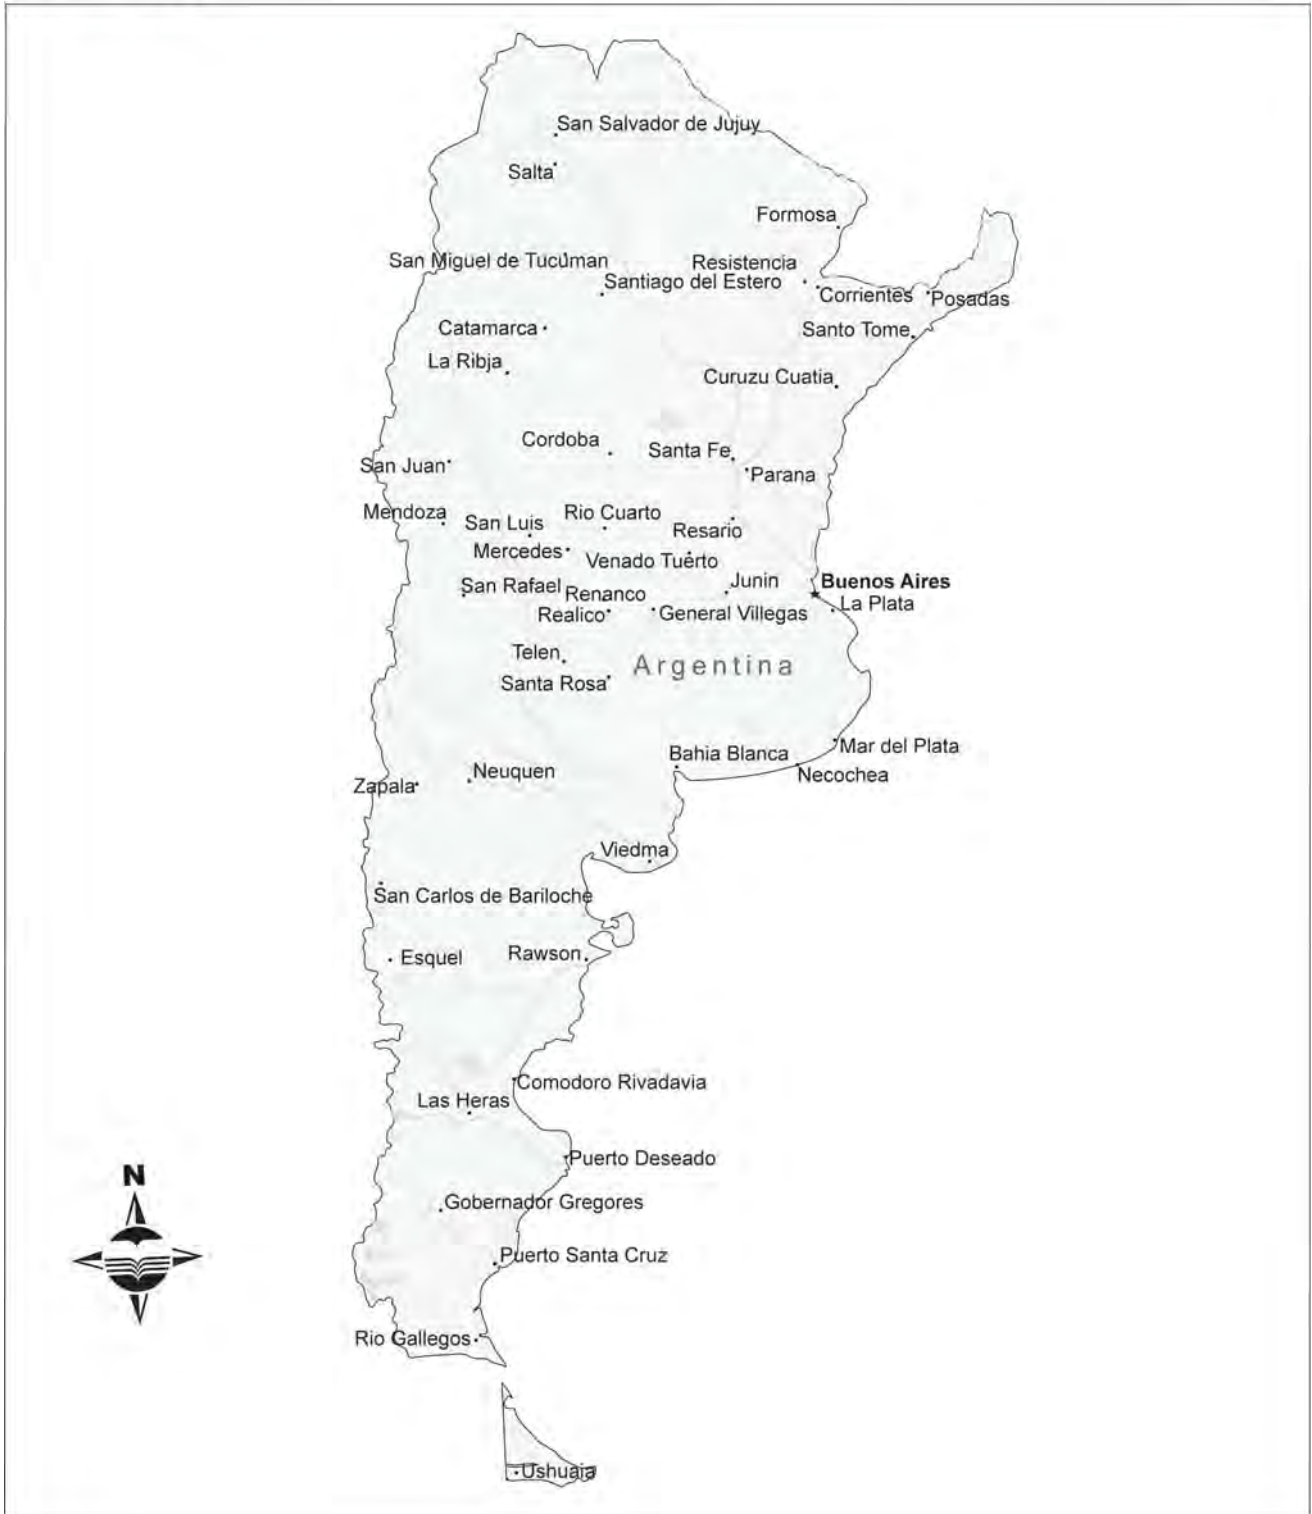 San Salvador de Jujuy
Salta
Formosa
San Miguel de Tucuman
Resistencia
Santiago del Estero
Corrientes
Posadas
Catamarca
Santo Tome
La Ribja
Curuzu Cuatia
Cordoba
Santa Fe
San Juan
Parana
Mendoza
San Luis
Rio Cuarto
Resario
Mercedes
Venado Tuerto
San Rafael
Renanco
Junin
Buenos Aires
Realico
General Villegas
La Plata
Telen
Argentina
Santa Rosa
Bahia Blanca
Mar del Plata
Neuquen
Necochea
Zapala
Viedma
San Carlos de Bariloche
Esquel
Rawson
Comodoro Rivadavia
Las Heras
Puerto Deseado
N
Gobernador Gregores
Puerto Santa Cruz
Rio Gallegos
Ushuaia